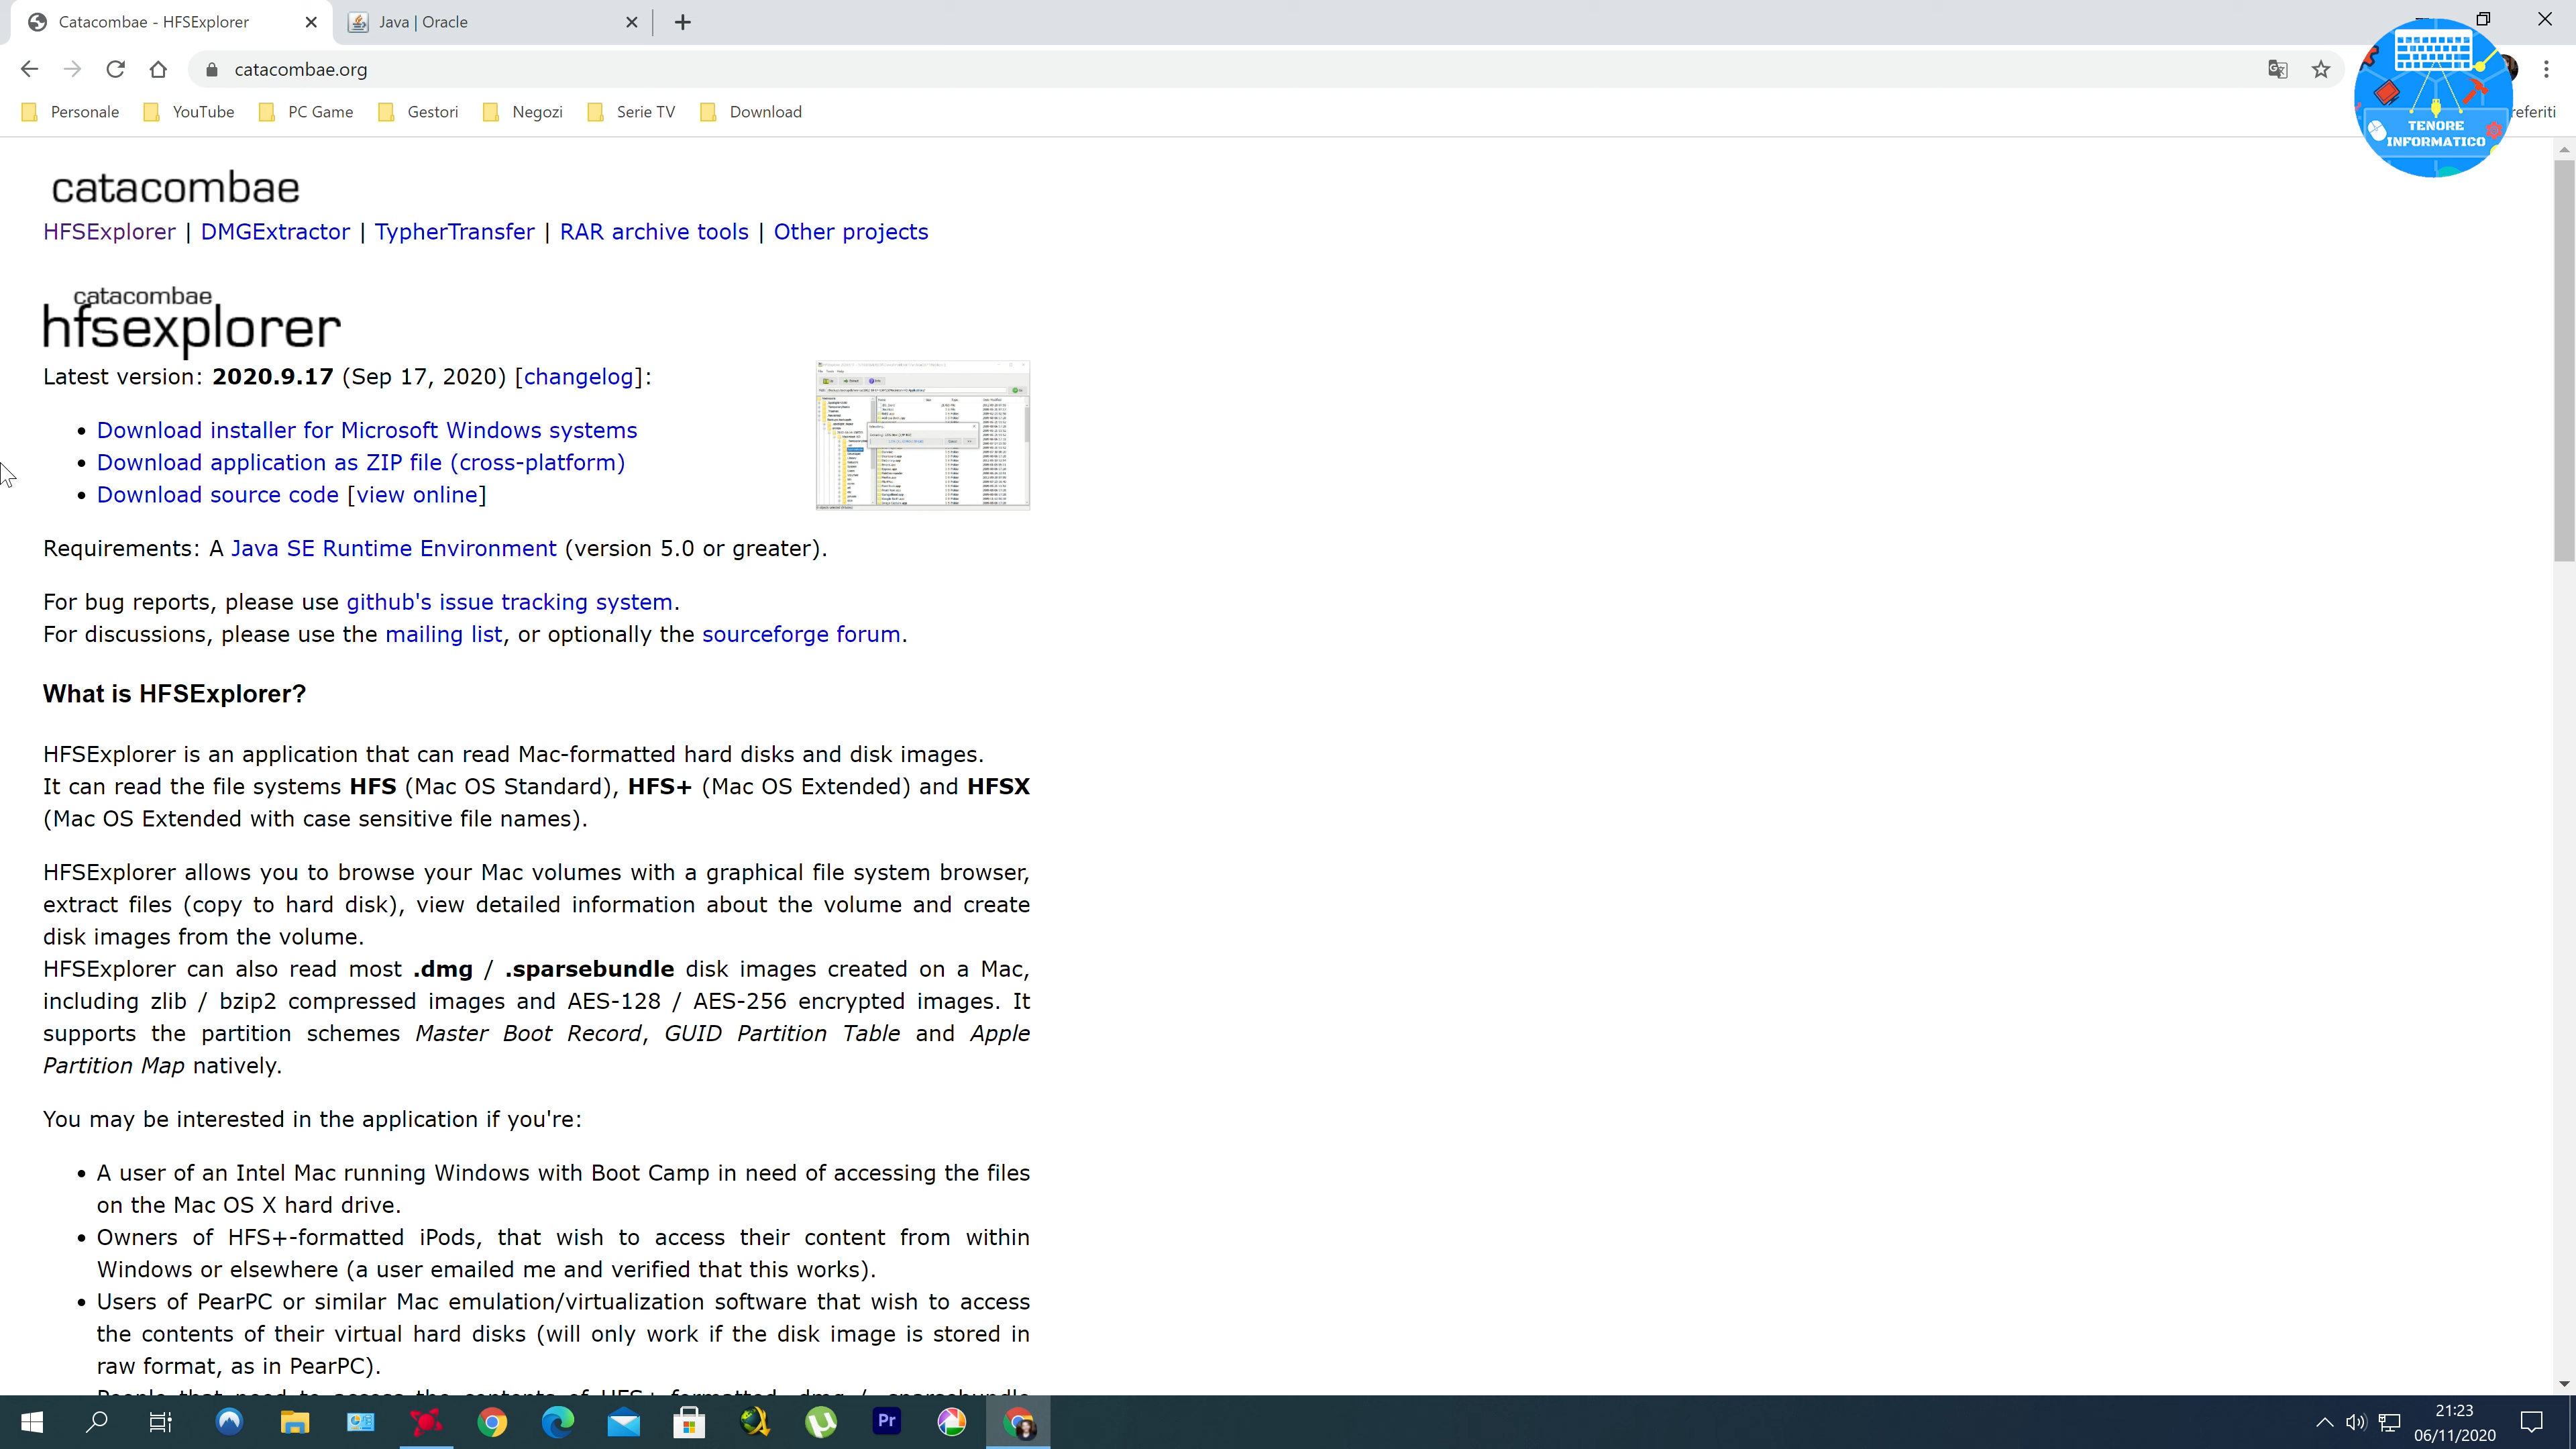 Catacombae - HFSExplorer
Java | Oracle
catacombae.org
Personale YouTube PC Game Gestori Negozi Serie TV Download
referiti
TENORE
INFORMATICO
catacombae
HFSExplorer | DMGExtractor | TypherTransfer | RAR archive tools | Other projects
catacombae
hfsexplorer
Latest version: 2020.9.17 (Sep 17, 2020) [changelog]:
• Download installer for Microsoft Windows systems
• Download application as ZIP file (cross-platform)
• Download source code [view online]
Requirements: A Java SE Runtime Environment (version 5.0 or greater).
For bug reports, please use github's issue tracking system.
For discussions, please use the mailing list, or optionally the sourceforge forum.
What is HFSExplorer?
HFSExplorer is an application that can read Mac-formatted hard disks and disk images.
It can read the file systems HFS (Mac OS Standard), HFS+ (Mac OS Extended) and HFSX
(Mac OS Extended with case sensitive file names).
HFSExplorer allows you to browse your Mac volumes with a graphical file system browser,
extract files (copy to hard disk), view detailed information about the volume and create
disk images from the volume.
HFSExplorer can also read most .dmg / .sparsebundle disk images created on a Mac,
including zlib / bzip2 compressed images and AES-128 / AES-256 encrypted images. It
supports the partition schemes Master Boot Record, GUID Partition Table and Apple
Partition Map natively.
You may be interested in the application if you're:
• A user of an Intel Mac running Windows with Boot Camp in need of accessing the files
on the Mac OS X hard drive.
• Owners of HFS+-formatted iPods, that wish to access their content from within
Windows or elsewhere (a user emailed me and verified that this works).
• Users of PearPC or similar Mac emulation/virtualization software that wish to access
the contents of their virtual hard disks (will only work if the disk image is stored in
raw format, as in PearPC).
People that need to access the contents of HFS+-formatted .dmg / .sparsebundle
Pr
21:23
06/11/2020